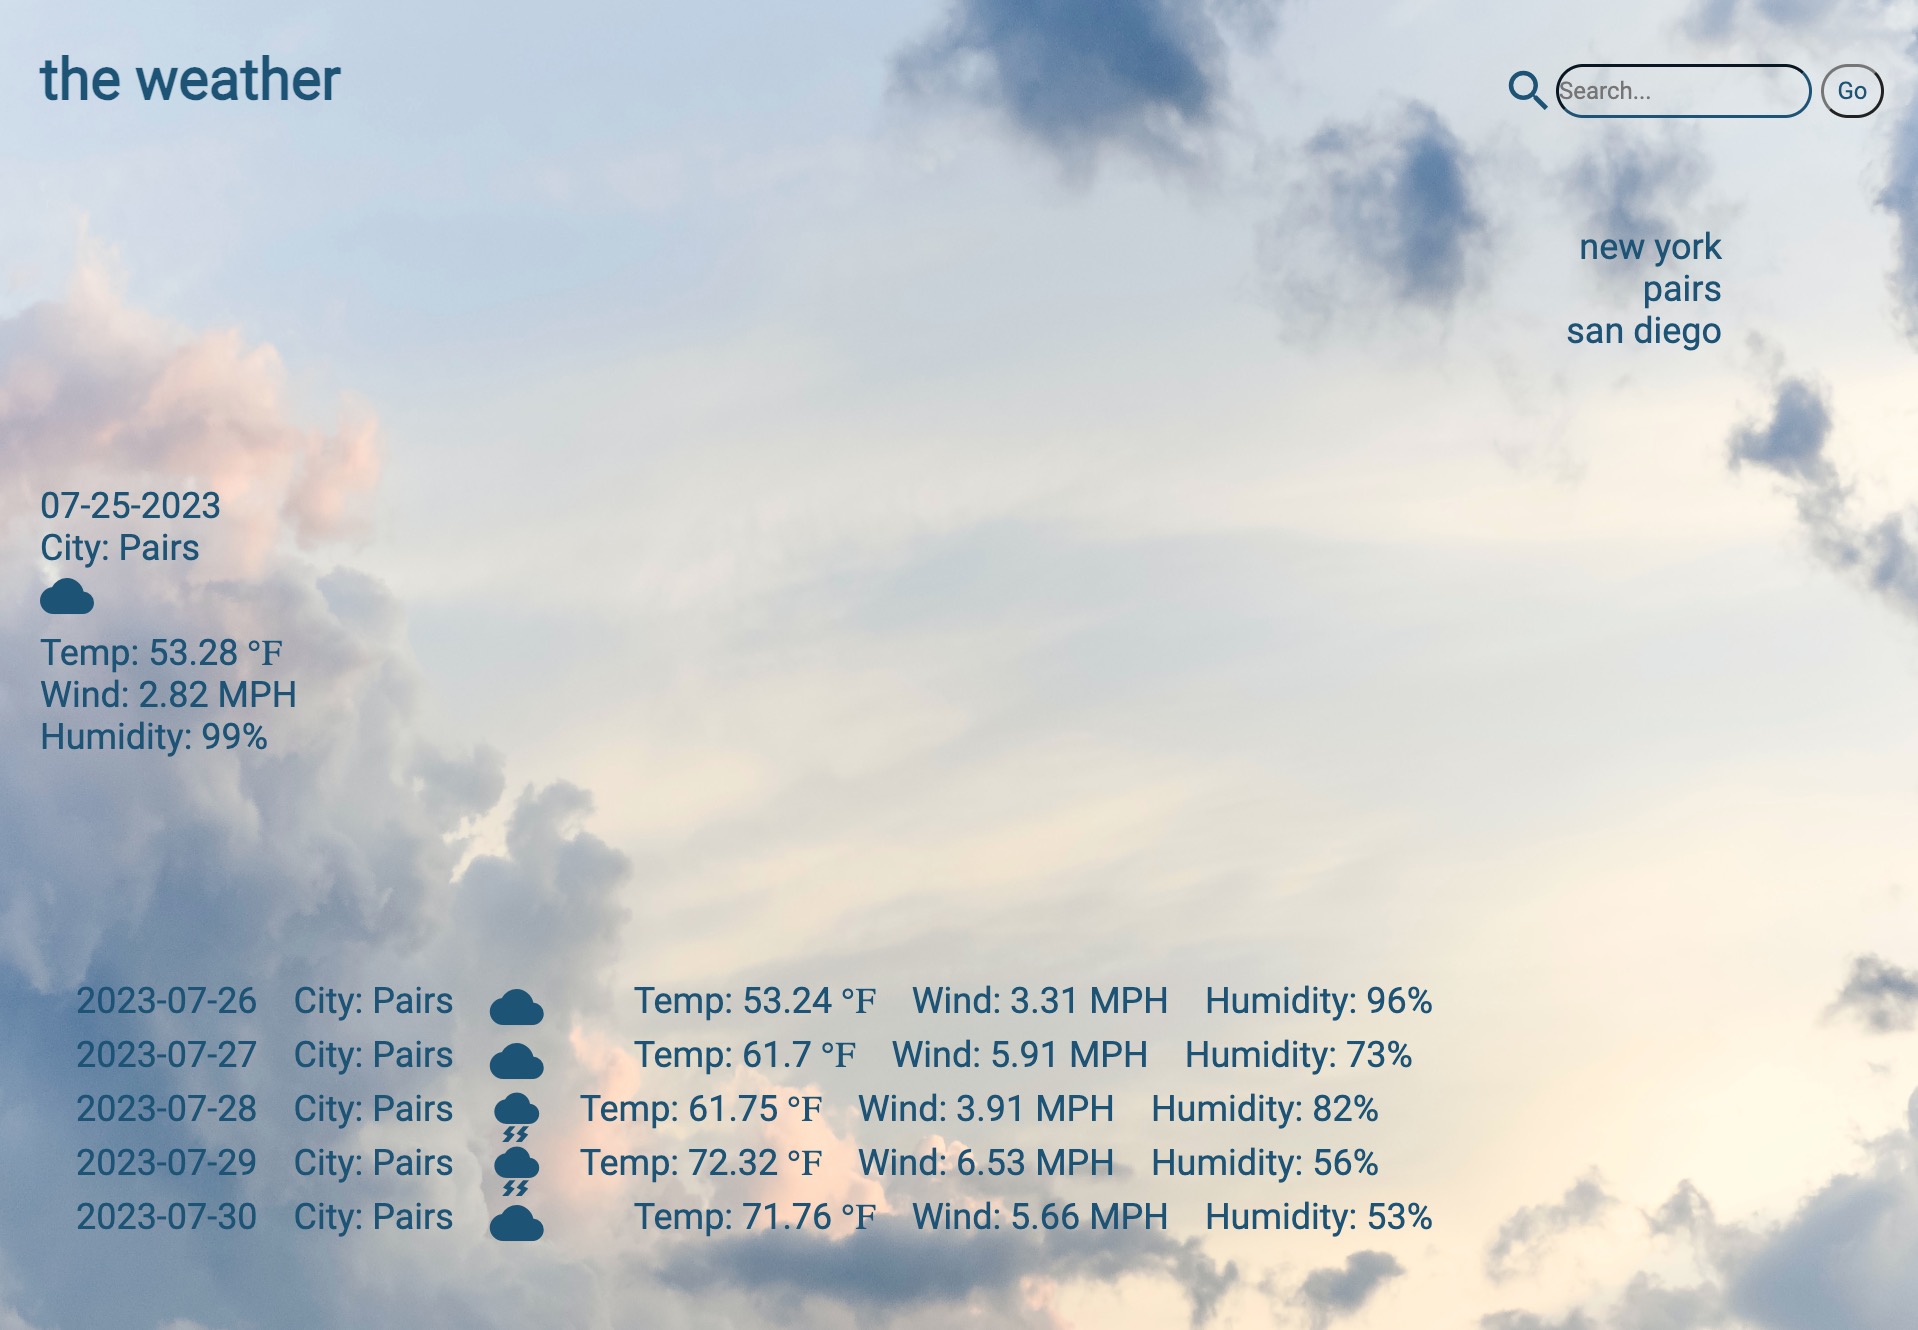 the weather
Search...
Go
new york
pairs
san diego
07-25-2023
City: Pairs
Temp: 53.28 °F
Wind: 2.82 MPH
Humidity: 99%
2023-07-26 City: Pairs Temp: 53.24 °F Wind: 3.31 MPH Humidity: 96%
2023-07-27 City: Pairs Temp: 61.7 °F Wind: 5.91 MPH Humidity: 73%
2023-07-28 City: Pairs Temp: 61.75 °F Wind: 3.91 MPH Humidity: 82%
2023-07-29 City: Pairs Temp: 72.32 °F Wind: 6.53 MPH Humidity: 56%
2023-07-30 City: Pairs Temp: 71.76 °F Wind: 5.66 MPH Humidity: 53%